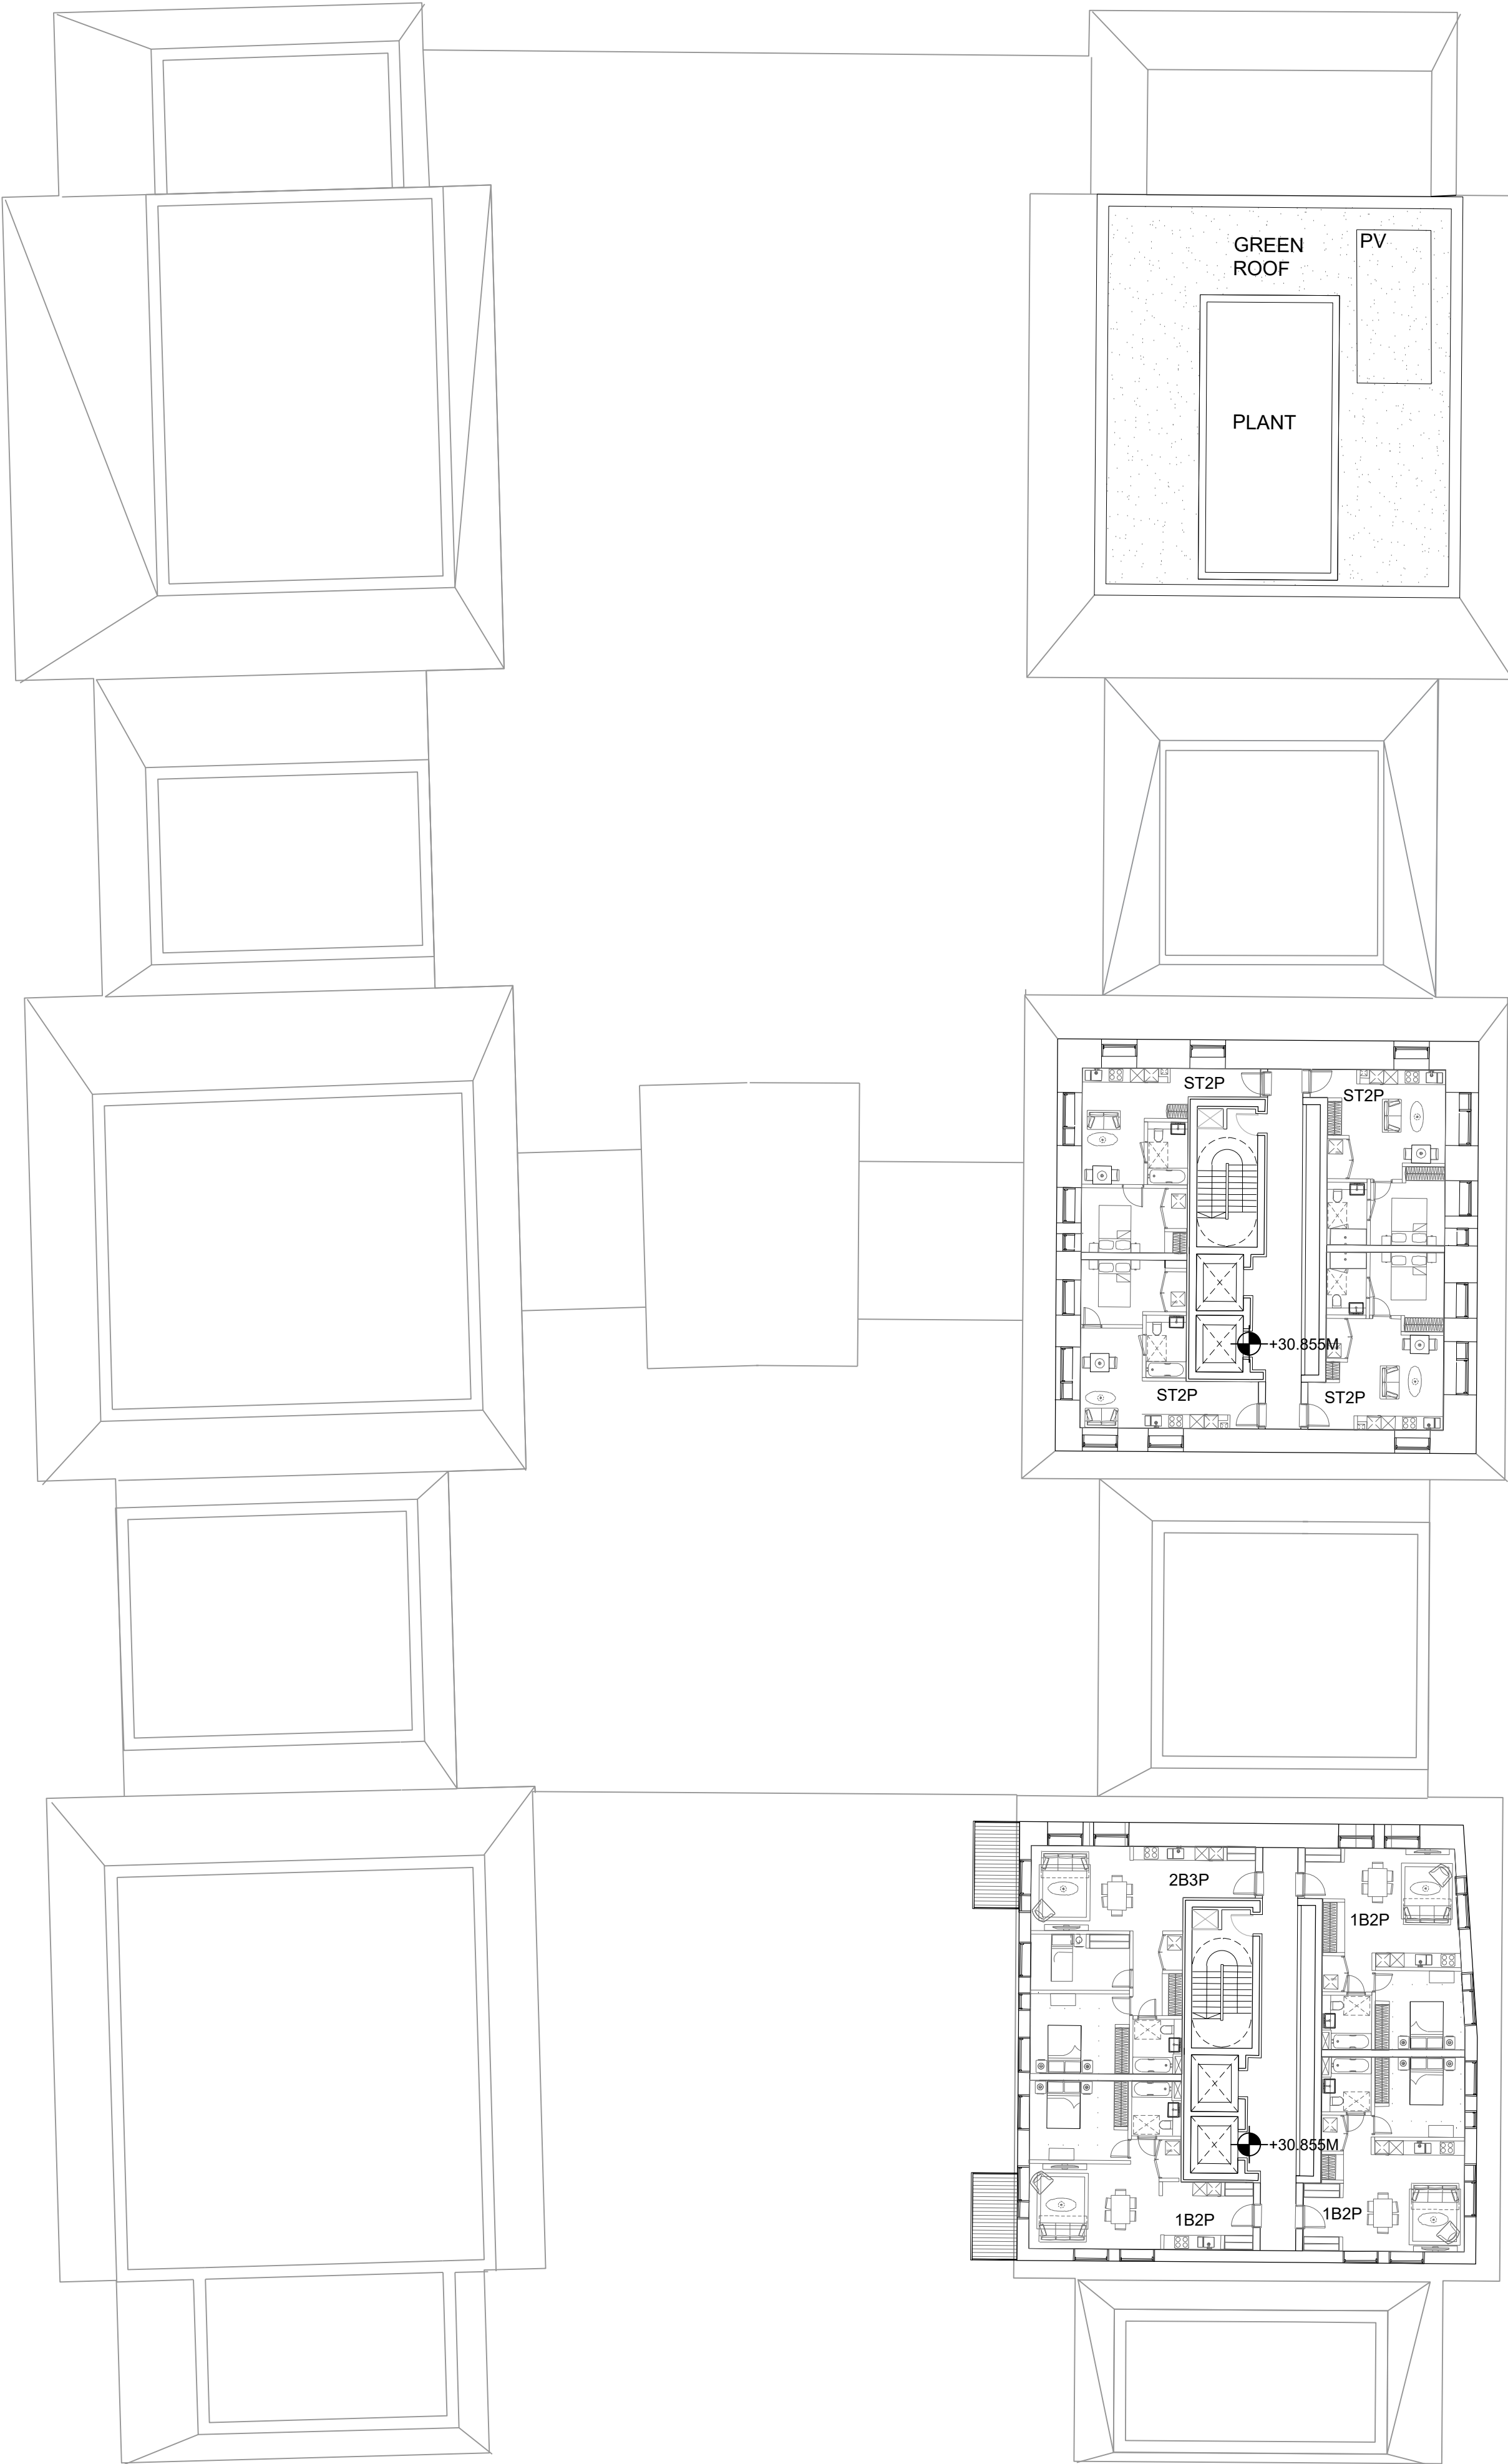 GREEN
ROOF
PV
PLANT
ST2P
ST2P
+30.855M
ST2P
ST2P
2B3P
1B2P
+30.855M
1B2P
1B2P